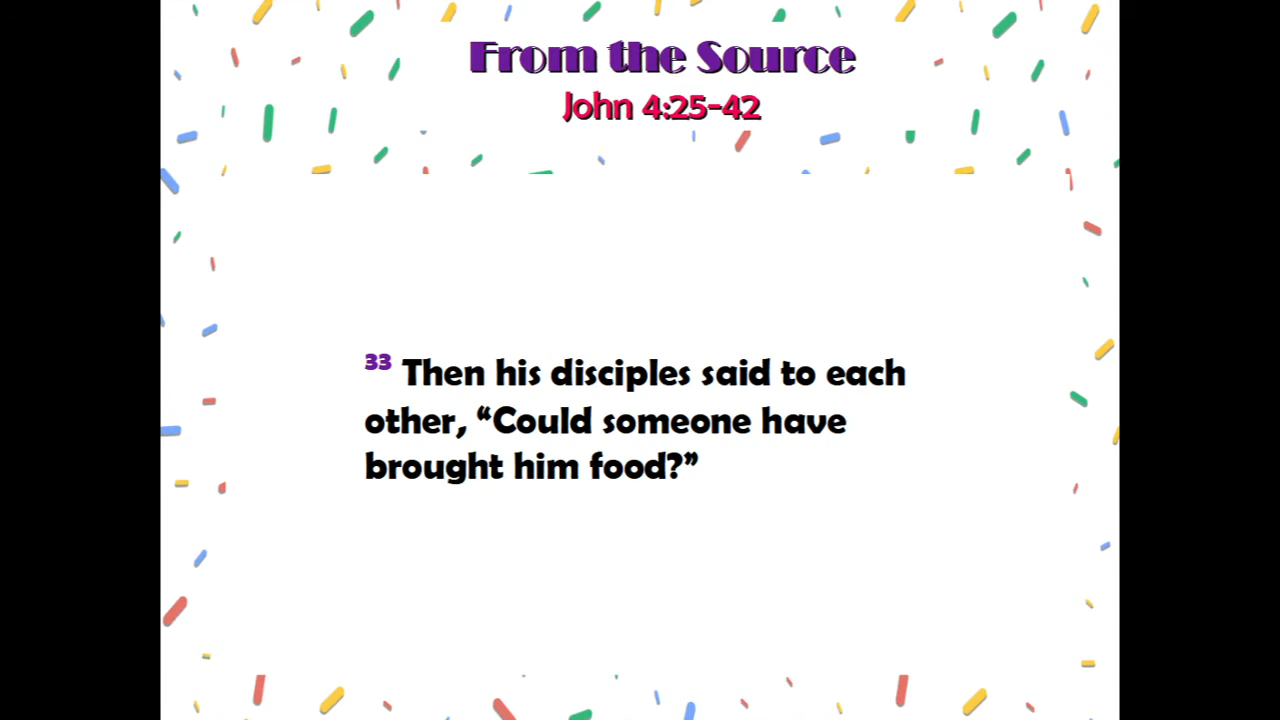 From the Source
John 4:25-42
33 Then his disciples said to each
other, “Could someone have
brought him food?”